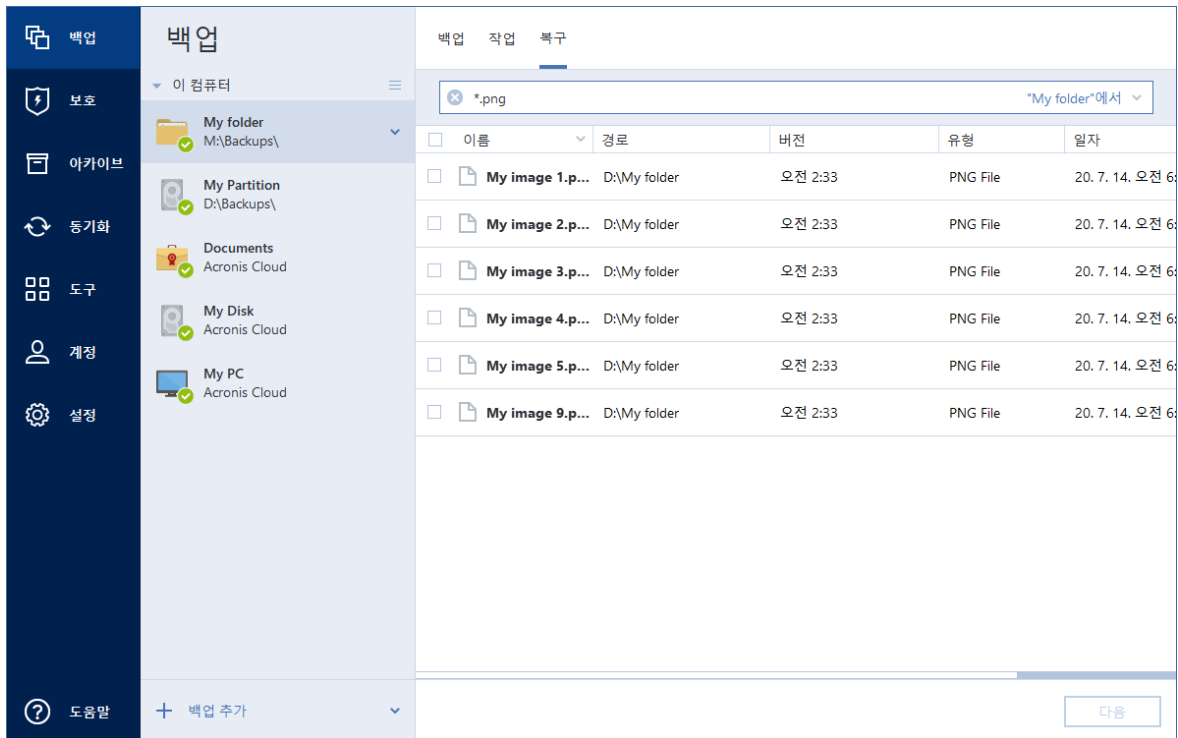 백업
보호
아카이브
동기화
도구
계정
설정
도움말
백업
이 컴퓨터
My folder
M:\Backups\
My Partition
D:\Backups\
Documents
Acronis Cloud
My Disk
Acronis Cloud
My PC
Acronis Cloud
백업 추가
백업 작업 복구
*.png "My folder"에서
이름 경로 버전 유형 일자
My image 1.p... D:\My folder 오전 2:33 PNG File 20. 7. 14. 오전 6:
My image 2.p... D:\My folder 오전 2:33 PNG File 20. 7. 14. 오전 6:
My image 3.p... D:\My folder 오전 2:33 PNG File 20. 7. 14. 오전 6:
My image 4.p... D:\My folder 오전 2:33 PNG File 20. 7. 14. 오전 6:
My image 5.p... D:\My folder 오전 2:33 PNG File 20. 7. 14. 오전 6:
My image 9.p... D:\My folder 오전 2:33 PNG File 20. 7. 14. 오전 6:
다음